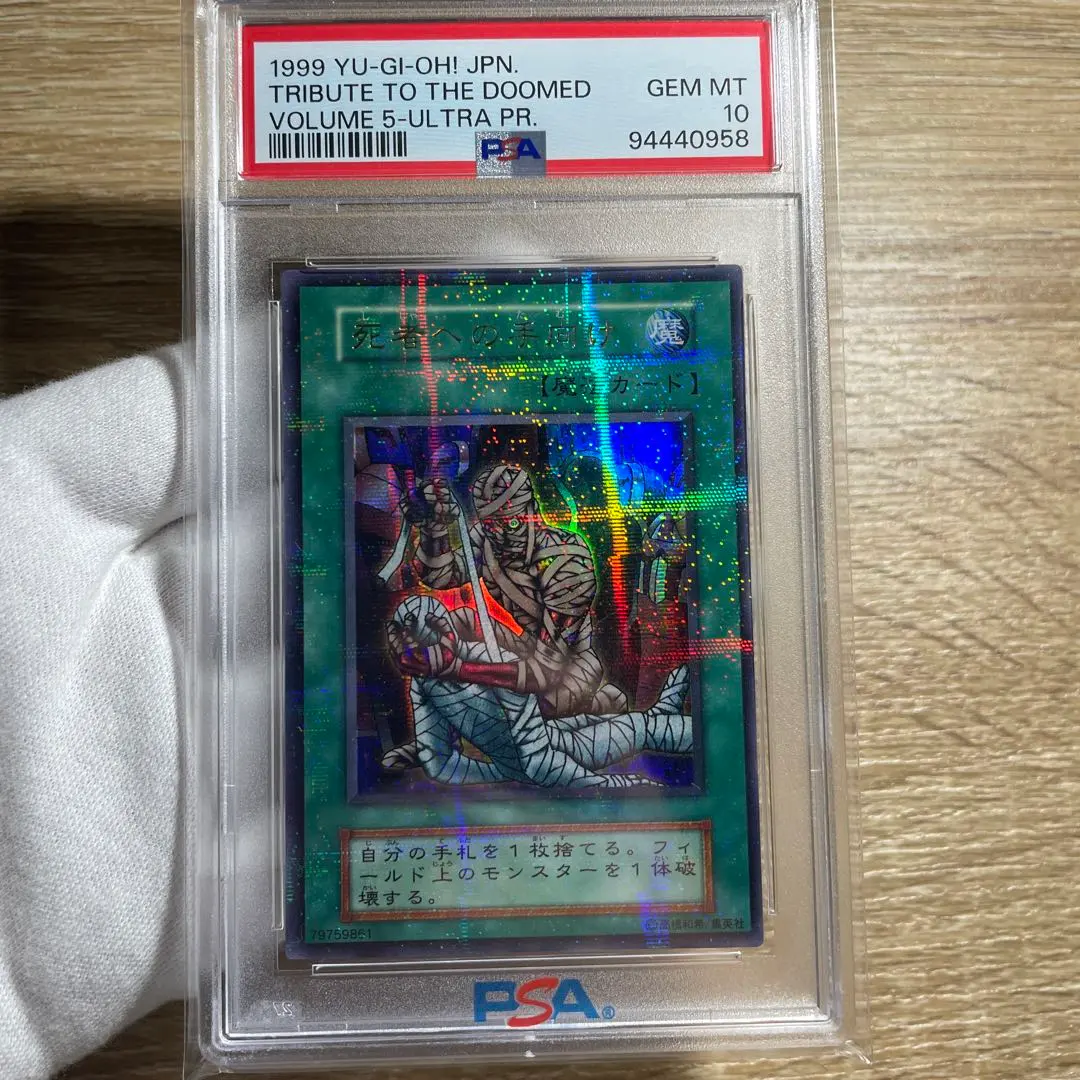 1999 YU-GI-OH! JPN.
TRIBUTE TO THE DOOMED
VOLUME 5-ULTRA PR.
GEM MT
10
94440958
PSA
死者への手向け
魔
【魔法カード】
自分の手札を1枚捨てる。フィ
ールド上のモンスターを1体破
壊する。
79759861
©高橋和希/集英社
PSA®